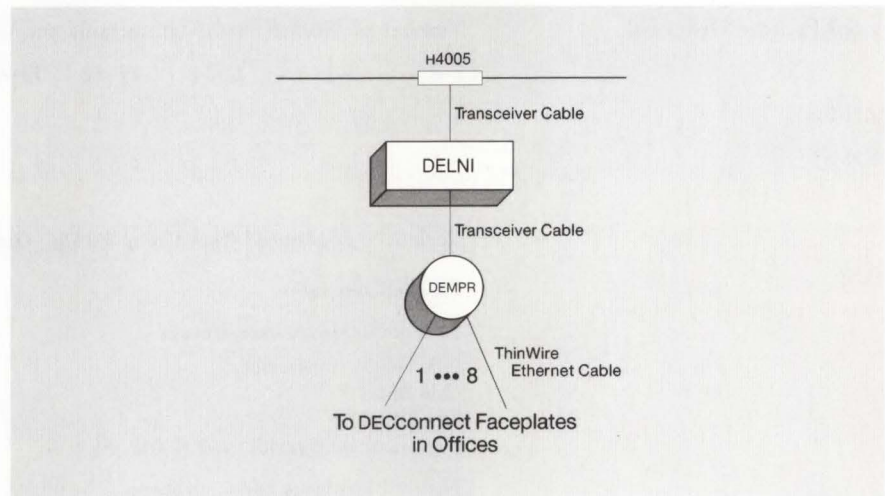 H4005
Transceiver Cable
DELNI
Transceiver Cable
DEMPR
ThinWire
Ethernet Cable
1 ••• 8
To DECconnect Faceplates
in Offices